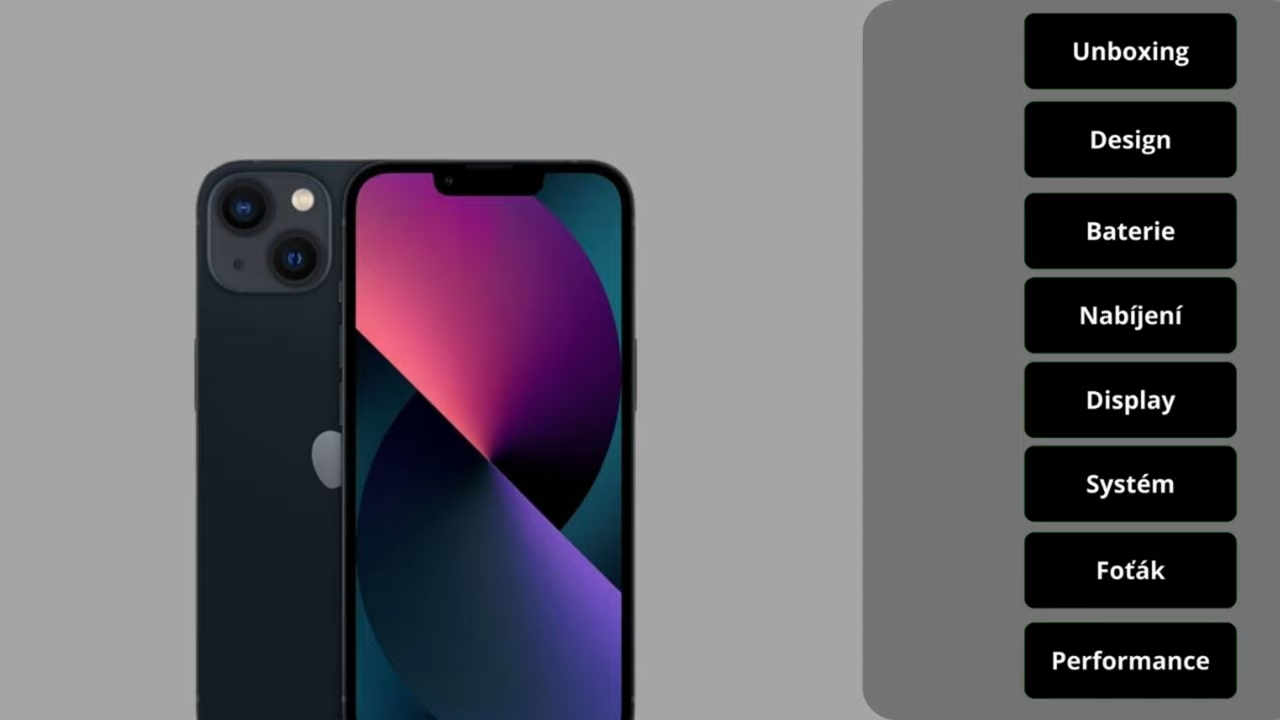 Unboxing
Design
Baterie
Nabíjení
Display
Systém
Foťák
Performance